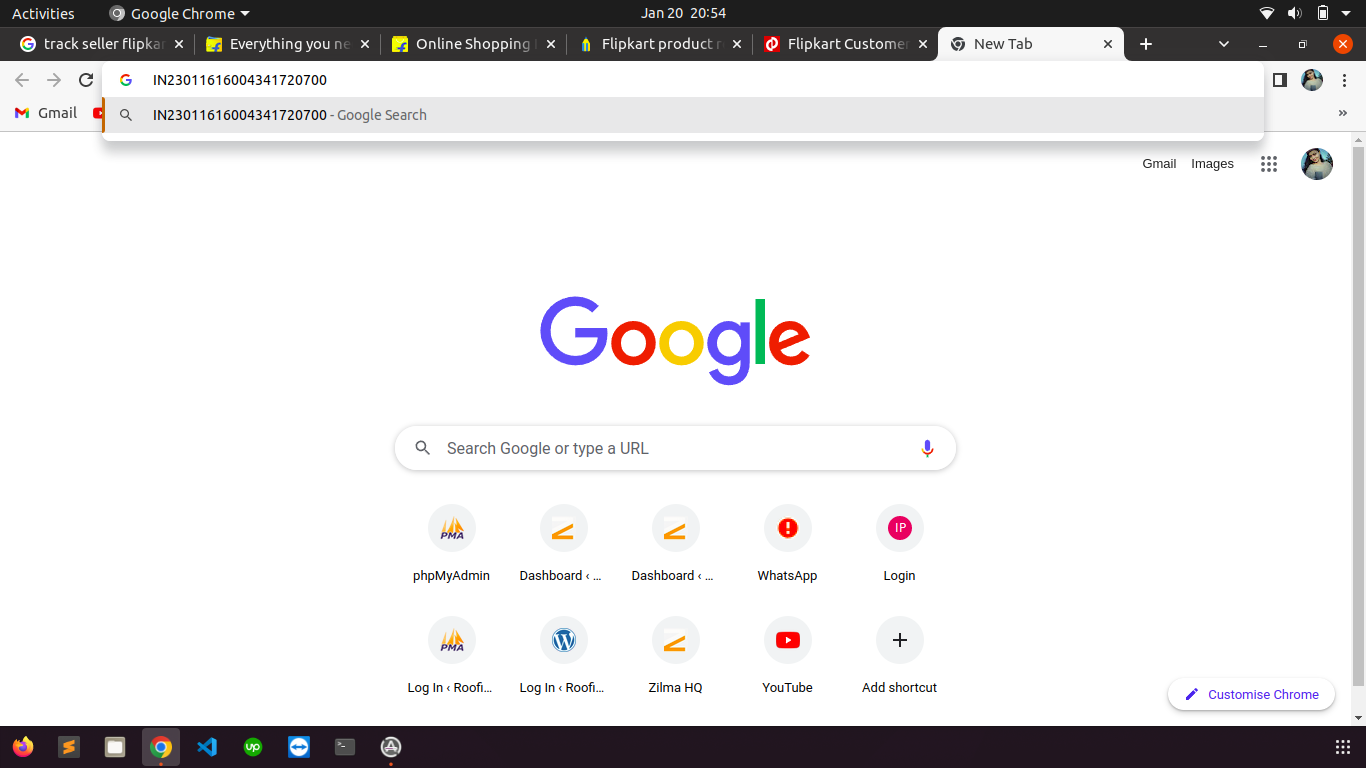 Activities Google Chrome Jan 20 20:54
track seller flipkar Everything you ne Online Shopping Flipkart product r Flipkart Customer New Tab
IN23011616004341720700
Gmail IN23011616004341720700 - Google Search »
Gmail Images
Google
Search Google or type a URL
PMA IP
phpMyAdmin Dashboard ‹ ... Dashboard ‹ ... WhatsApp Login
PMA
Log In ‹ Roofi... Log In ‹ Roofi... Zilma HQ YouTube Add shortcut
Customise Chrome
up